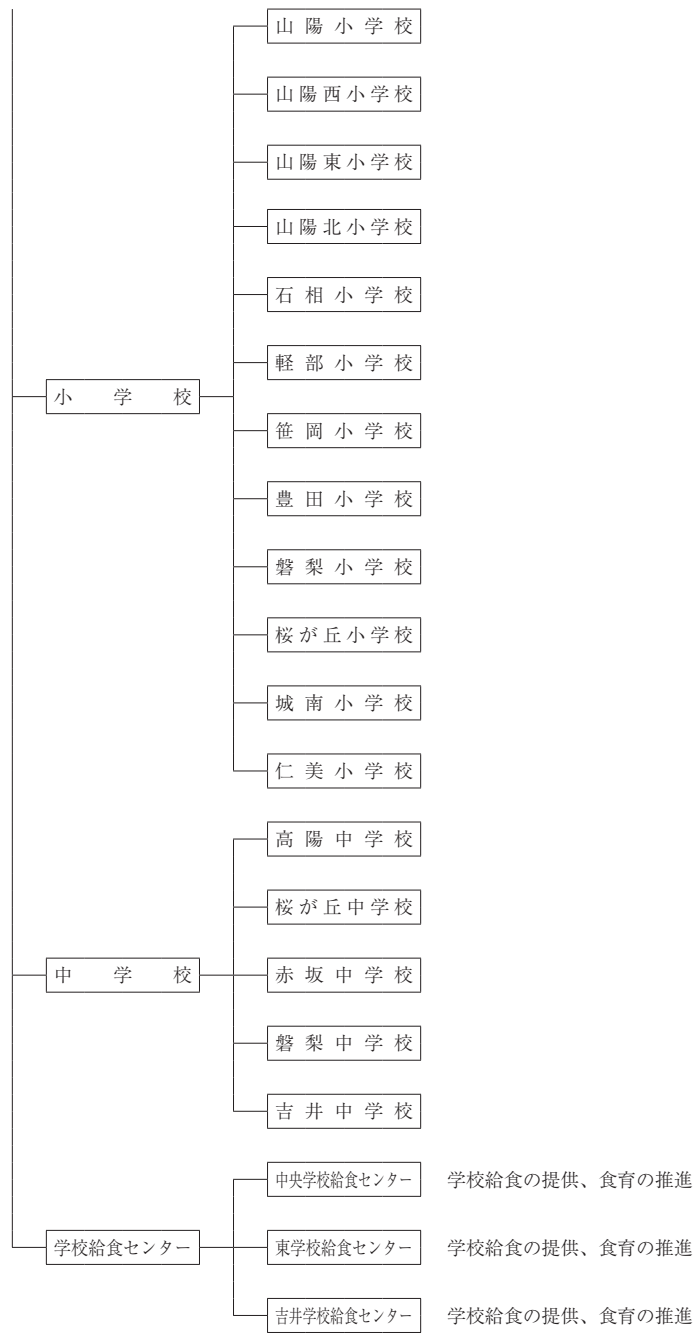 山陽小学校
山陽西小学校
山陽東小学校
山陽北小学校
石相小学校
軽部小学校
小学校
笹岡小学校
豊田小学校
磐梨小学校
桜が丘小学校
城南小学校
仁美小学校
高陽中学校
桜が丘中学校
中学校
赤坂中学校
磐梨中学校
吉井中学校
中央学校給食センター 学校給食の提供、食育の推進
学校給食センター
東学校給食センター 学校給食の提供、食育の推進
吉井学校給食センター 学校給食の提供、食育の推進